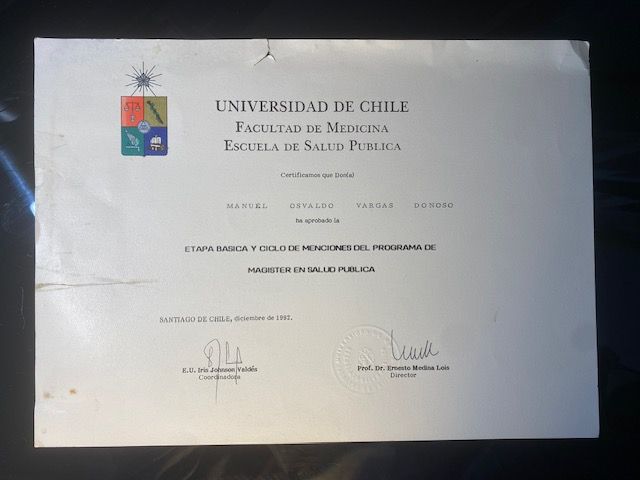 UNIVERSIDAD DE CHILE
FACULTAD DE MEDICINA
ESCUELA DE SALUD PUBLICA
Certificamos que Don(a)
MANUEL OSVALDO VARGAS DONOSO
ha aprobado la
ETAPA BASICA Y CICLO DE MENCIONES DEL PROGRAMA DE
MAGISTER EN SALUD PUBLICA
SANTIAGO DE CHILE, diciembre de 1992.
E.U. Iris Johnson Valdés
Coordinadora
Prof. Dr. Ernesto Medina Lois
Director